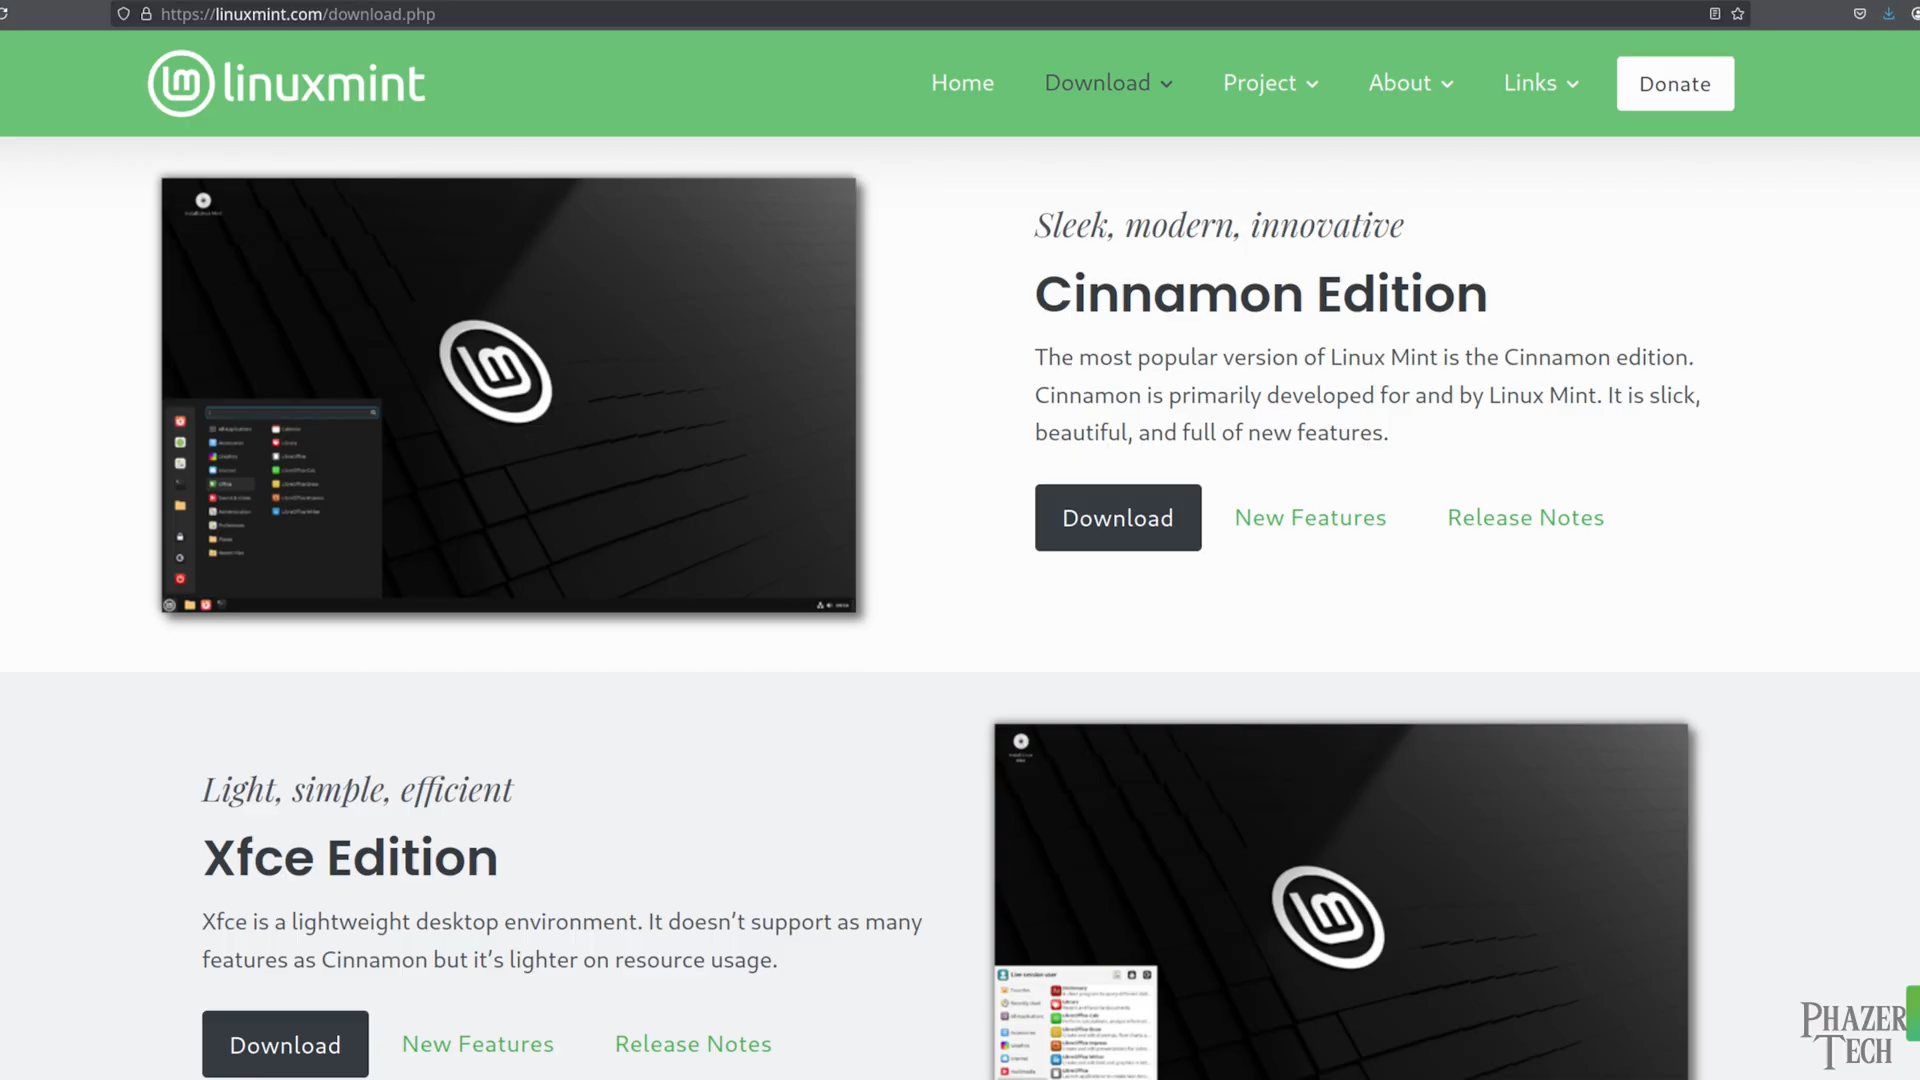 https://linuxmint.com/download.php
linuxmint
Home
Download
Project
About
Links
Donate
Sleek, modern, innovative
Cinnamon Edition
The most popular version of Linux Mint is the Cinnamon edition.
Cinnamon is primarily developed for and by Linux Mint. It is slick,
beautiful, and full of new features.
Download
New Features
Release Notes
Light, simple, efficient
Xfce Edition
Xfce is a lightweight desktop environment. It doesn’t support as many
features as Cinnamon but it’s lighter on resource usage.
Download
New Features
Release Notes
Live session user
PHAZER
TECH